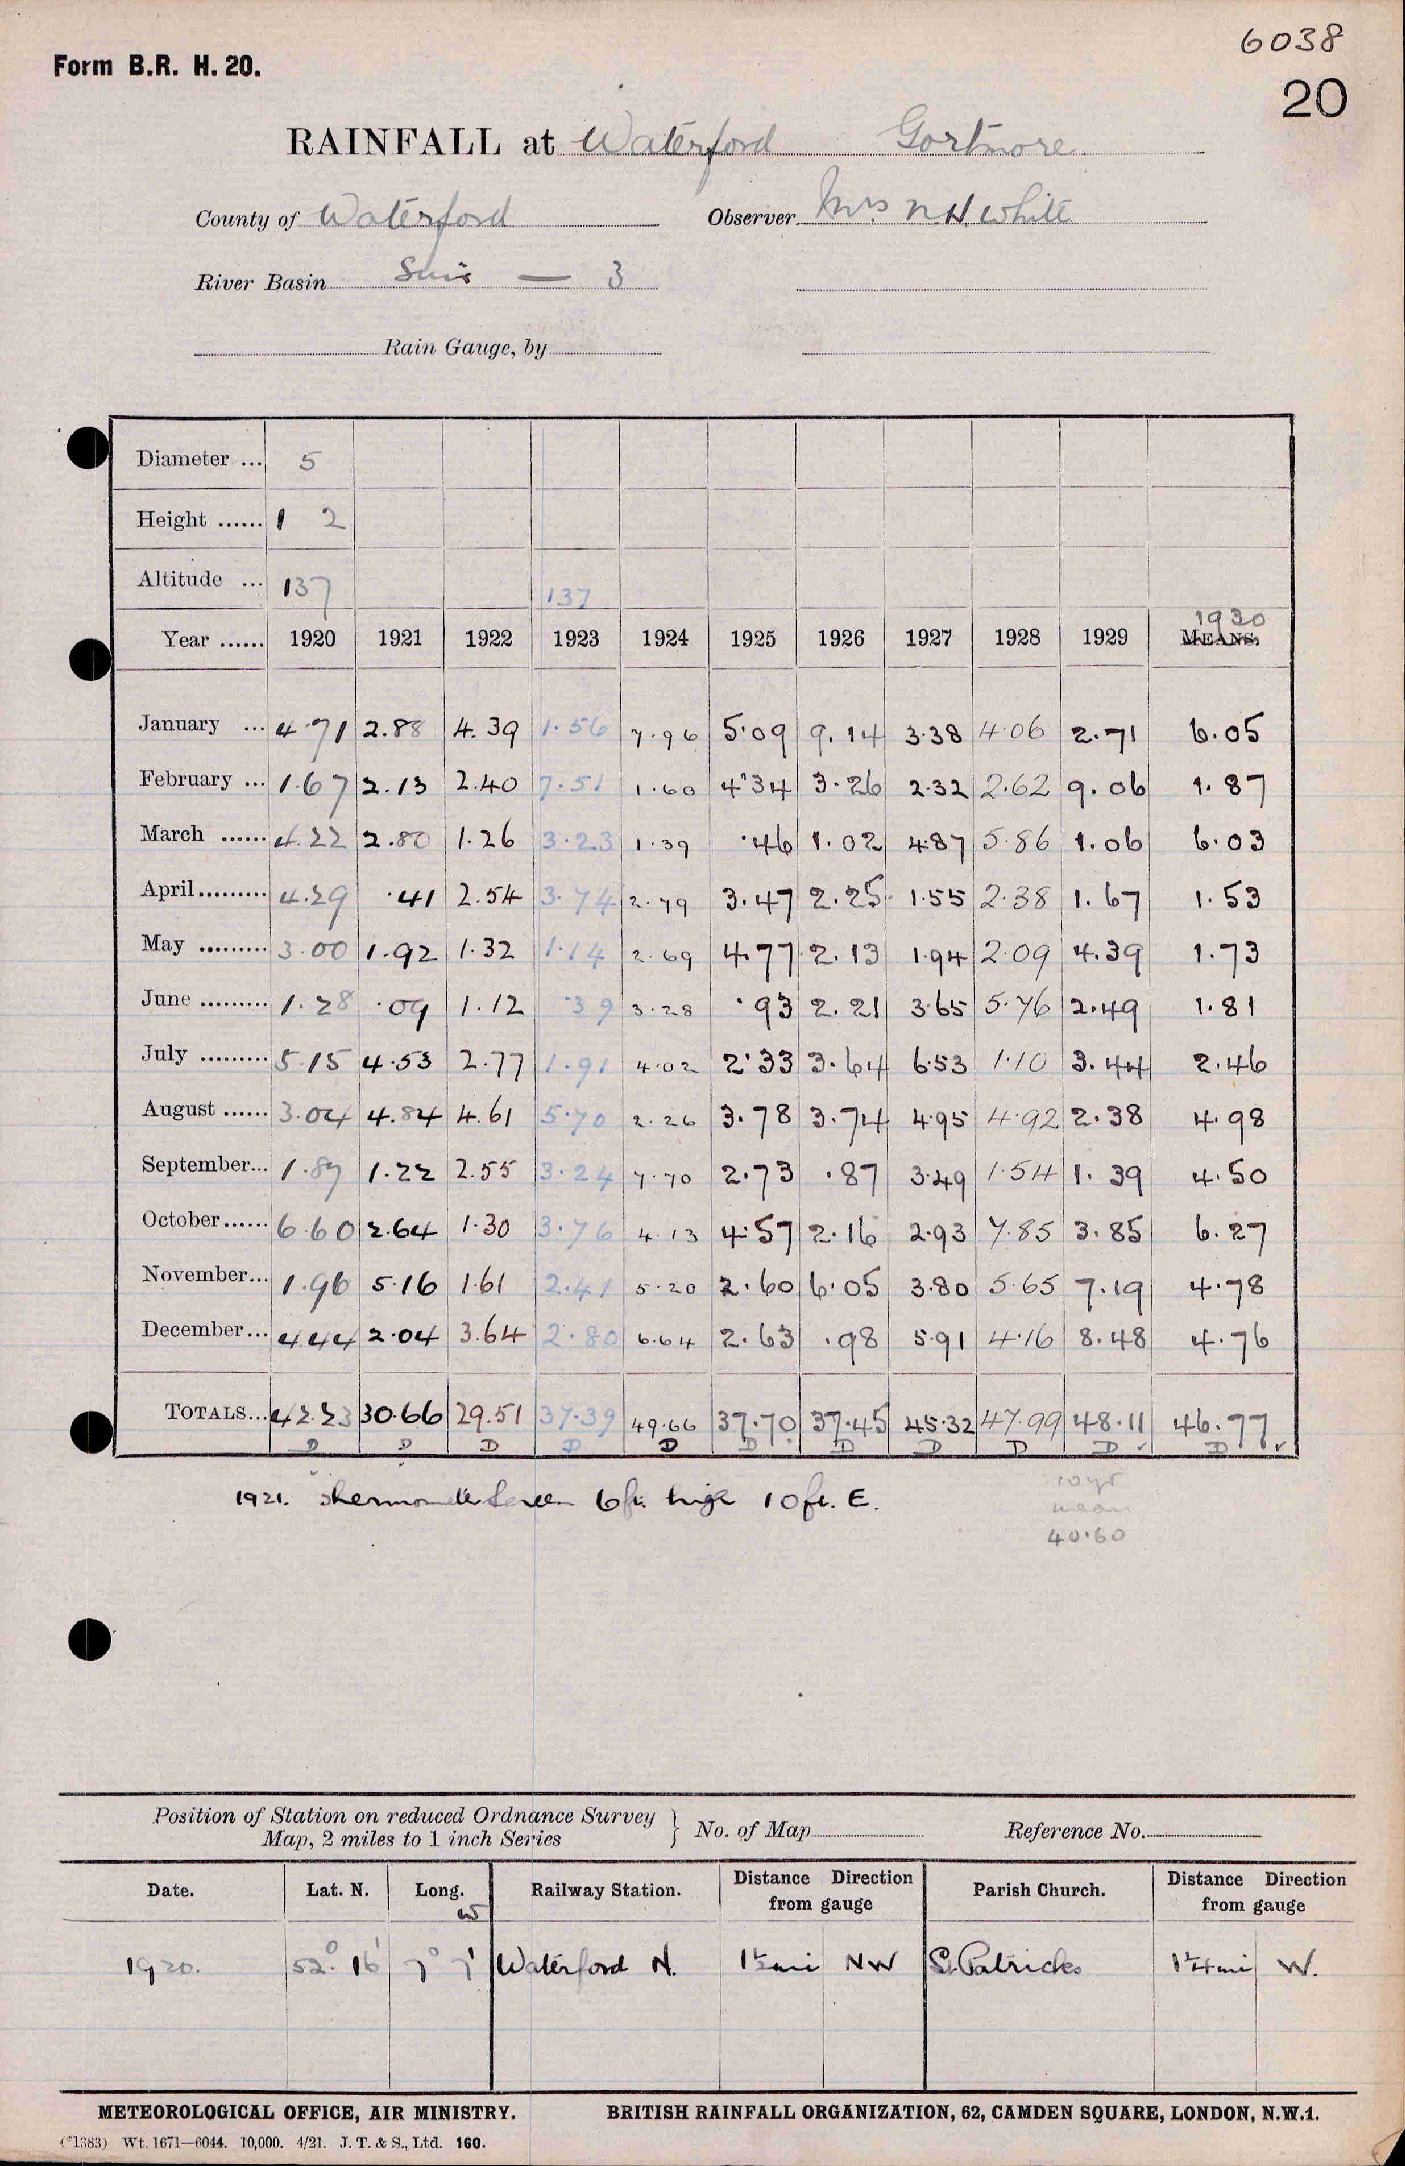 6038
Form B.R. H. 20.
20
RAINFALL at Waterford Gortmore
County of Waterford Observer Mrs N H White
River Basin Suir — 3
Rain Gauge, by
Diameter ... 5
Height ...... 1 2
Altitude ... 137 137
1930
Year ...... 1920 1921 1922 1923 1924 1925 1926 1927 1928 1929 MEANS.
January ... 4.71 2.88 4.39 1.56 7.96 5.09 9.14 3.38 4.06 2.71 6.05
February ... 1.67 2.13 2.40 7.51 1.60 4.34 3.26 2.32 2.62 9.06 1.87
March ...... 4.22 2.80 1.26 3.23 1.39 .46 1.02 4.87 5.86 1.06 6.03
April ......... 4.29 .41 2.54 3.74 2.79 3.47 2.25 1.55 2.38 1.67 1.53
May ......... 3.00 1.92 1.32 1.14 2.69 4.77 2.13 1.94 2.09 4.39 1.73
June ......... 1.28 .09 1.12 .39 3.28 .93 2.21 3.65 5.76 2.49 1.81
July ......... 5.15 4.53 2.77 1.91 4.02 2.33 3.64 6.53 1.10 3.44 2.46
August ...... 3.04 4.84 4.61 5.70 2.26 3.78 3.74 4.95 4.92 2.38 4.98
September... 1.87 1.22 2.55 3.24 7.70 2.73 .87 3.49 1.54 1.39 4.50
October ...... 6.60 2.64 1.30 3.76 4.13 4.57 2.16 2.93 7.85 3.85 6.27
November... 1.96 5.16 1.61 2.41 5.20 2.60 6.05 3.80 5.65 7.19 4.78
December... 4.44 2.04 3.64 2.80 6.64 2.63 .98 5.91 4.16 8.48 4.76
TOTALS... 42.23 30.66 29.51 37.39 49.66 37.70 37.45 45.32 47.99 48.11 46.77
D D D D D D D D D D D
1921. Thermometer Screen 6 ft. high 10 ft. E.
10 yr
mean
40.60
Position of Station on reduced Ordnance Survey
Map, 2 miles to 1 inch Series } No. of Map Reference No.
Date. Lat. N. Long. W Railway Station. Distance Direction from gauge Parish Church. Distance Direction from gauge
1920. 52° 16' 7° 7' Waterford N. 1½ mi NW St. Patricks 1¼ mi W.
METEOROLOGICAL OFFICE, AIR MINISTRY. BRITISH RAINFALL ORGANIZATION, 62, CAMDEN SQUARE, LONDON, N.W.1.
(*1383) Wt. 1671—6044. 10,000. 4/21. J. T. & S., Ltd. 160.